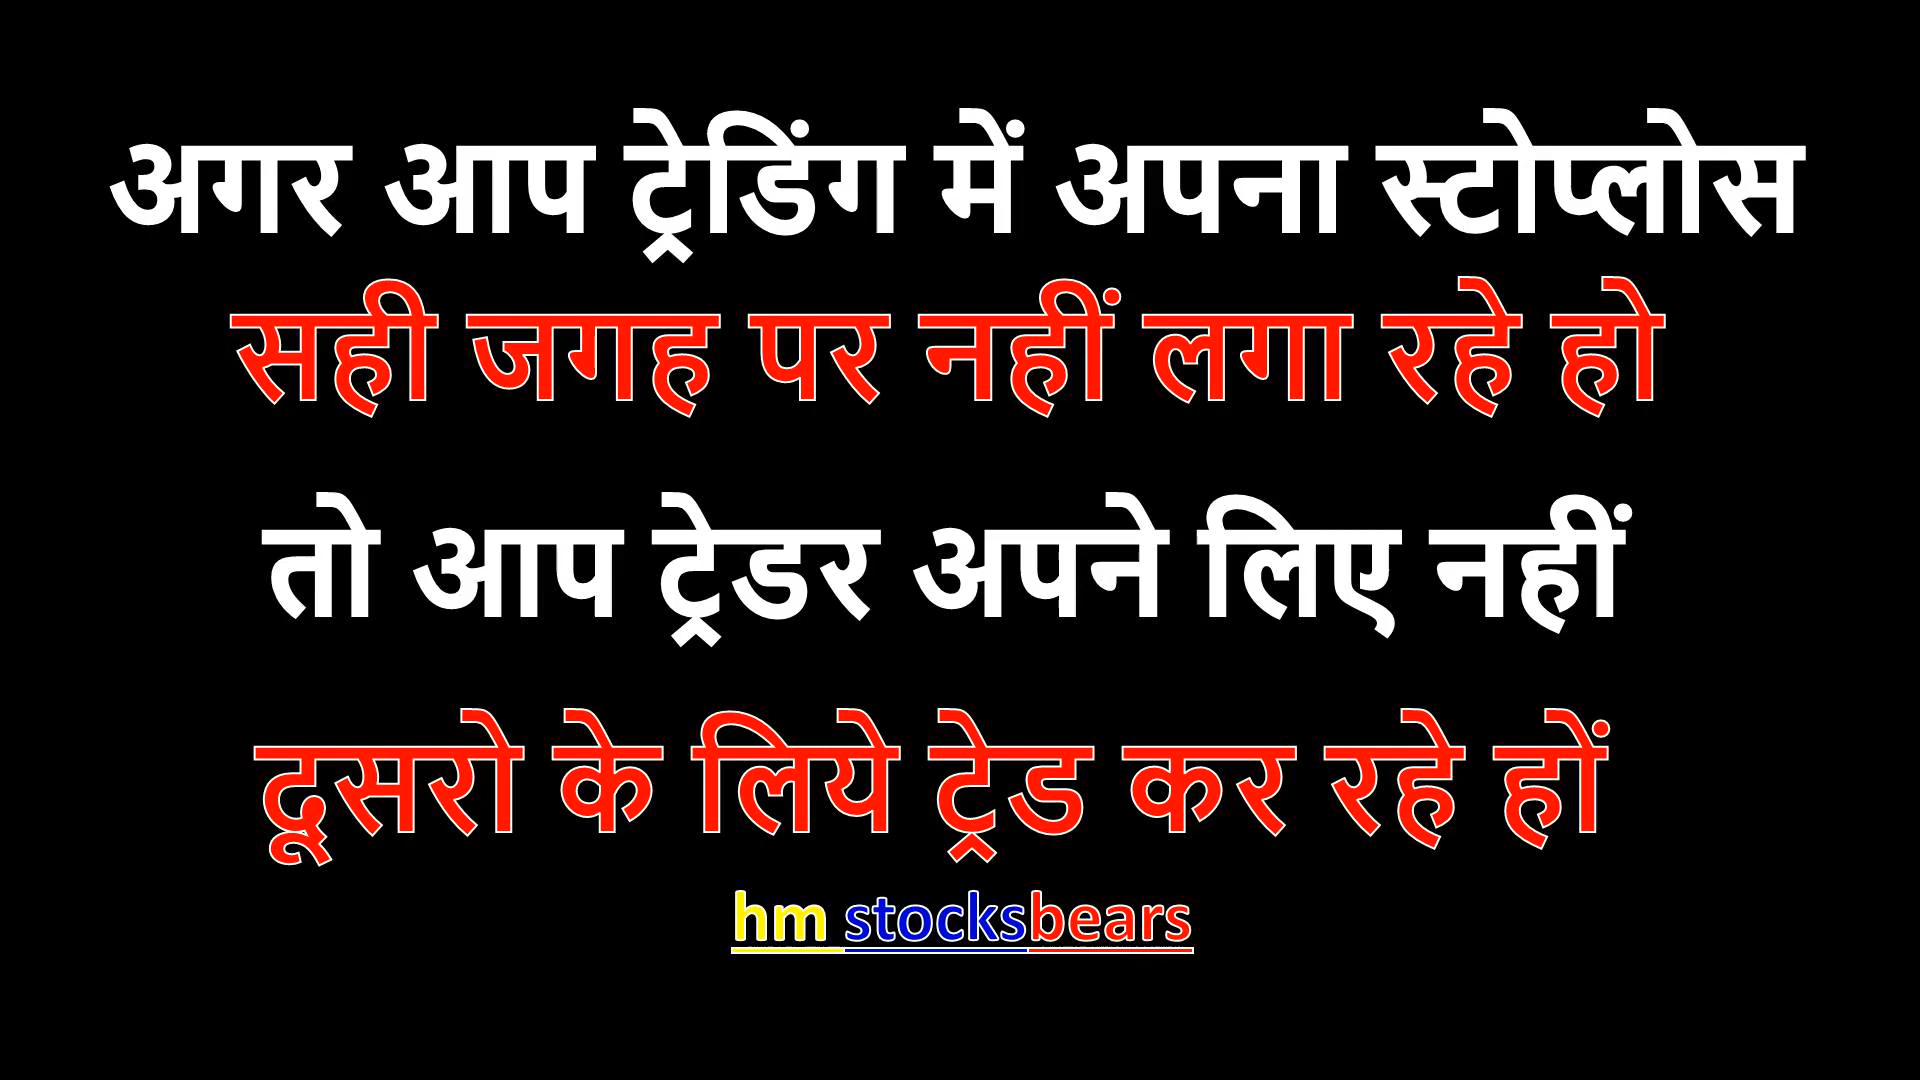 अगर आप ट्रेडिंग में अपना स्टोप्लोस
सही जगह पर नहीं लगा रहे हो
तो आप ट्रेडर अपने लिए नहीं
दूसरो के लिये ट्रेड कर रहे हों
hm stocksbears